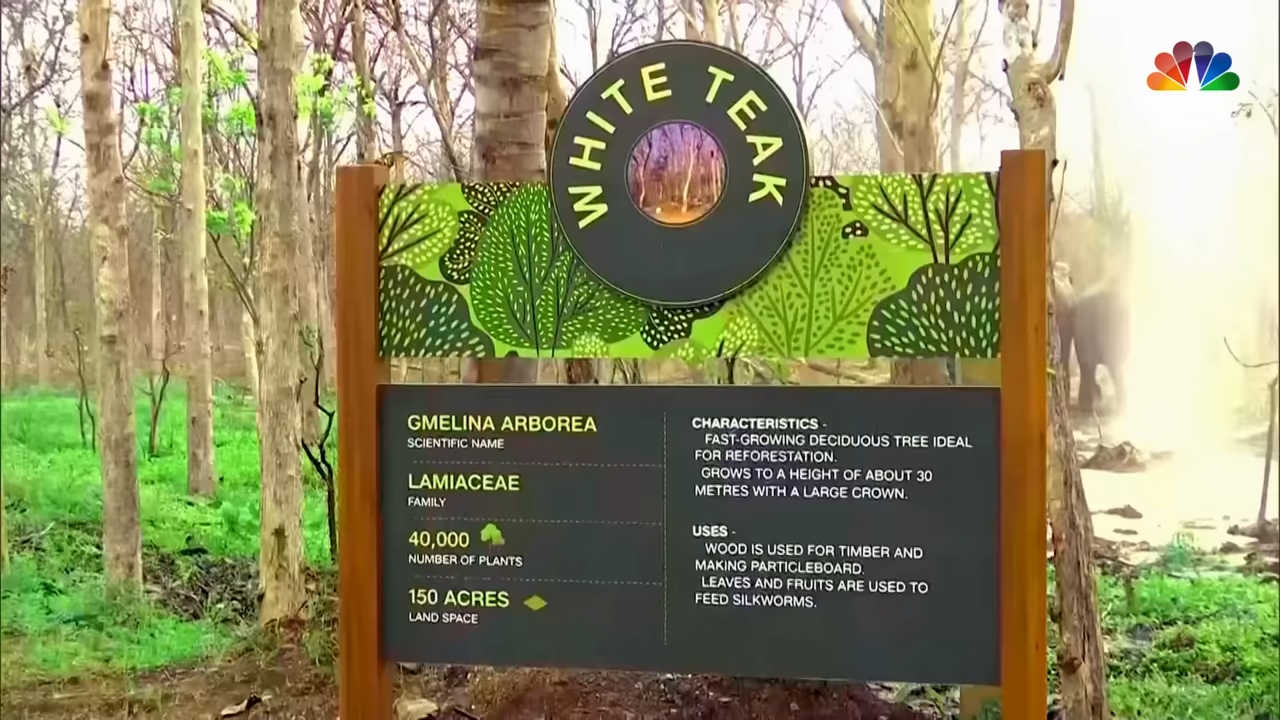 WHITE TEAK
GMELINA ARBOREA
SCIENTIFIC NAME
LAMIACEAE
FAMILY
40,000
NUMBER OF PLANTS
150 ACRES
LAND SPACE
CHARACTERISTICS -
FAST-GROWING DECIDUOUS TREE IDEAL
FOR REFORESTATION.
GROWS TO A HEIGHT OF ABOUT 30
METRES WITH A LARGE CROWN.
USES -
WOOD IS USED FOR TIMBER AND
MAKING PARTICLEBOARD.
LEAVES AND FRUITS ARE USED TO
FEED SILKWORMS.